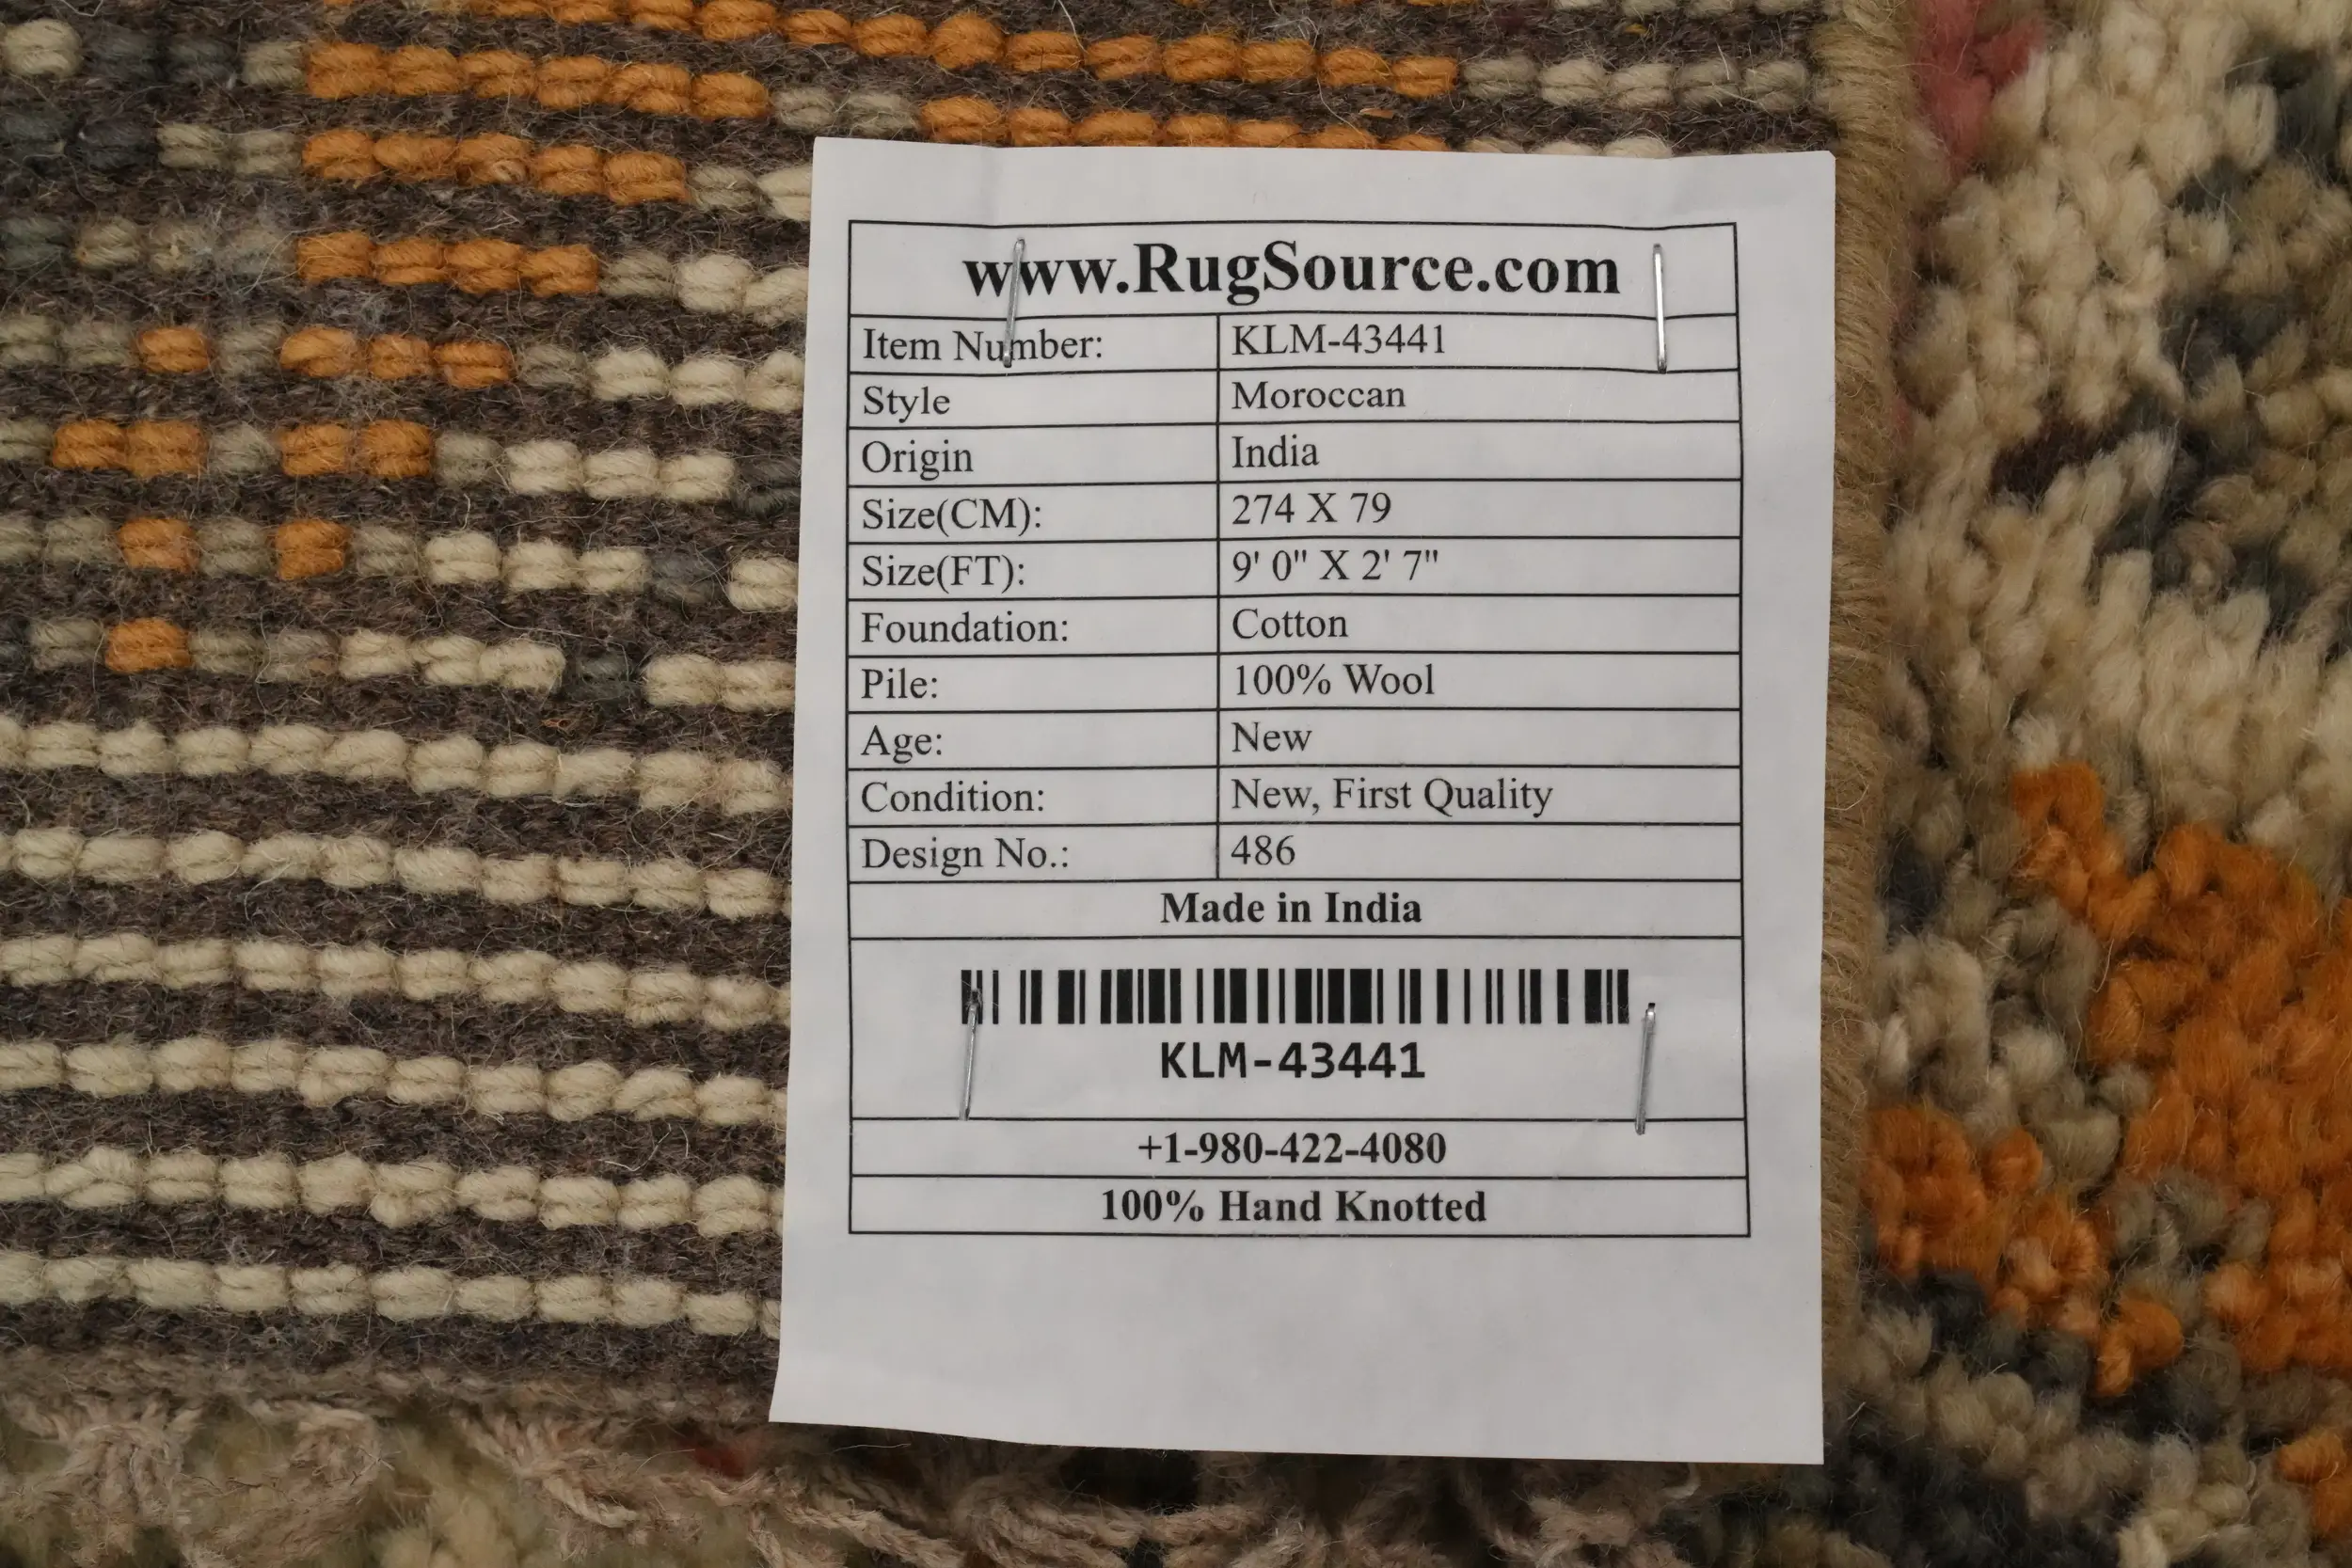 www.RugSource.com
Item Number: KLM-43441
Style Moroccan
Origin India
Size(CM): 274 X 79
Size(FT): 9' 0" X 2' 7"
Foundation: Cotton
Pile: 100% Wool
Age: New
Condition: New, First Quality
Design No.: 486
Made in India
KLM-43441
+1-980-422-4080
100% Hand Knotted